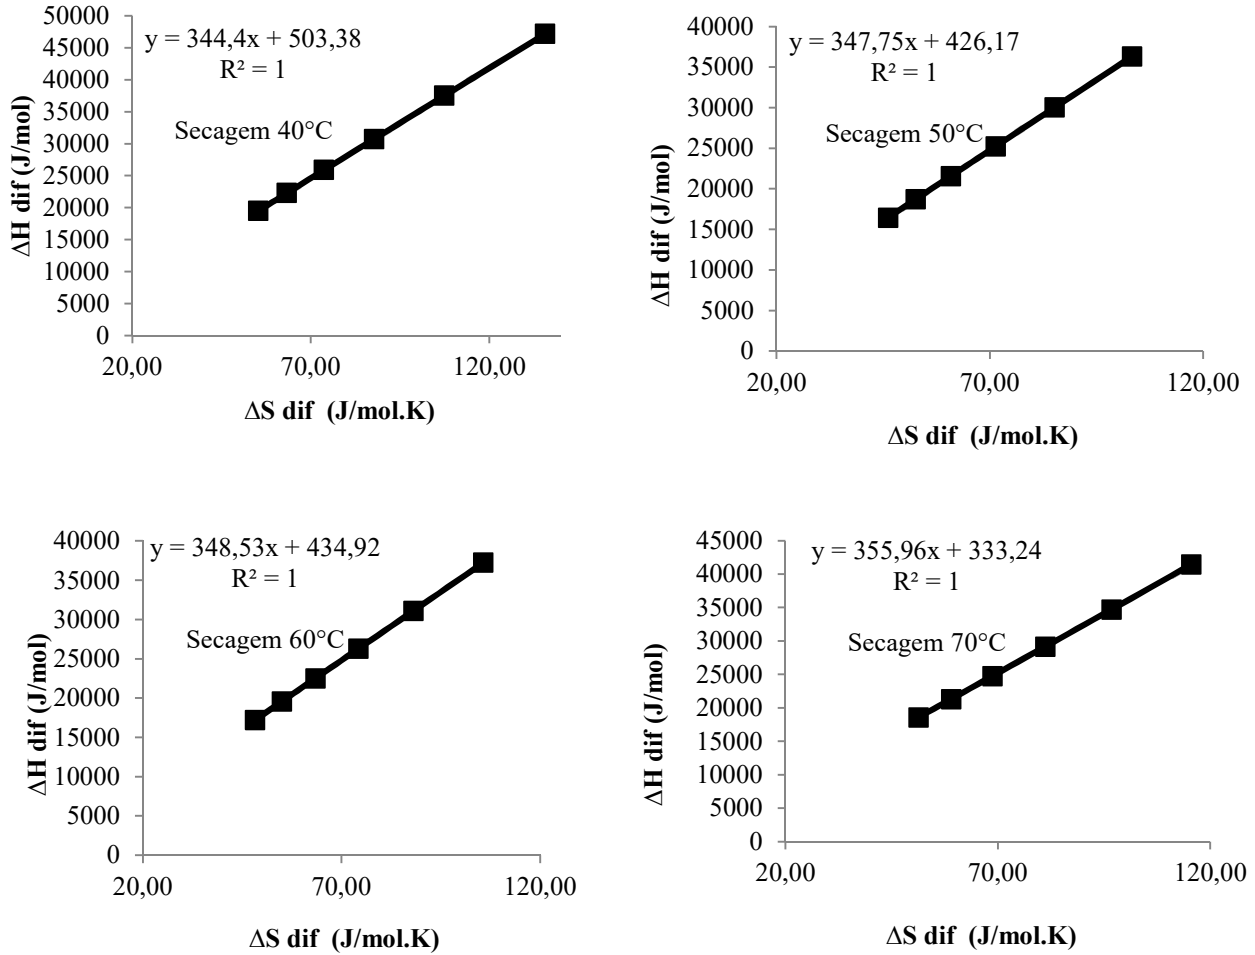 50000
45000
40000
35000
30000
25000
20000
15000
10000
5000
0
y = 344,4x + 503,38
R² = 1
Secagem 40°C
ΔH dif (J/mol)
20,00 70,00 120,00
ΔS dif (J/mol.K)
40000
35000
30000
25000
20000
15000
10000
5000
0
y = 347,75x + 426,17
R² = 1
Secagem 50°C
ΔH dif (J/mol)
20,00 70,00 120,00
ΔS dif (J/mol.K)
40000
35000
30000
25000
20000
15000
10000
5000
0
y = 348,53x + 434,92
R² = 1
Secagem 60°C
ΔH dif (J/mol)
20,00 70,00 120,00
ΔS dif (J/mol.K)
45000
40000
35000
30000
25000
20000
15000
10000
5000
0
y = 355,96x + 333,24
R² = 1
Secagem 70°C
ΔH dif (J/mol)
20,00 70,00 120,00
ΔS dif (J/mol.K)